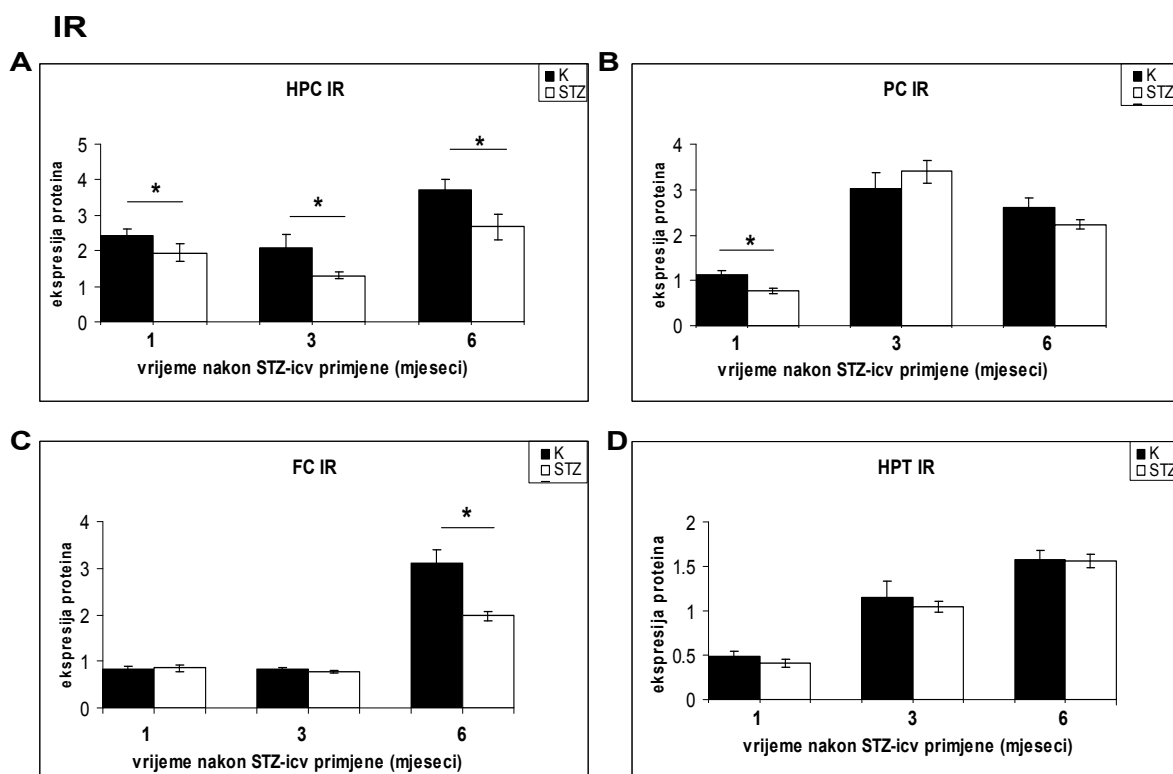 IR
A
HPC IR
K
STZ
ekspresija proteina
5
4
3
2
1
0
*
*
*
1 3 6
vrijeme nakon STZ-icv primjene (mjeseci)
B
PC IR
K
STZ
ekspresija proteina
4
3
2
1
0
*
1 3 6
vrijeme nakon STZ-icv primjene (mjeseci)
C
FC IR
K
STZ
ekspresija proteina
4
3
2
1
0
*
1 3 6
vrijeme nakon STZ-icv primjene (mjeseci)
D
HPT IR
K
STZ
ekspresija proteina
2
1.5
1
0.5
0
1 3 6
vrijeme nakon STZ-icv primjene (mjeseci)